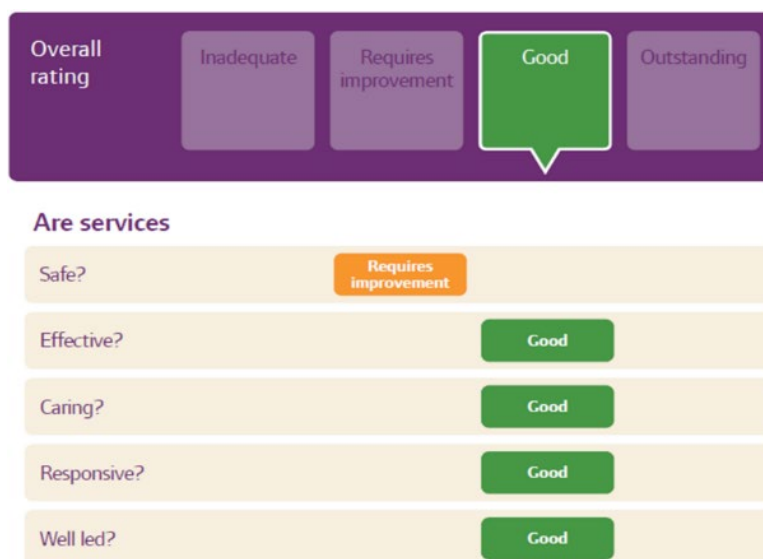 Overall
rating
Inadequate
Requires
improvement
Good
Outstanding
Are services
Safe?
Requires
improvement
Effective?
Good
Caring?
Good
Responsive?
Good
Well led?
Good